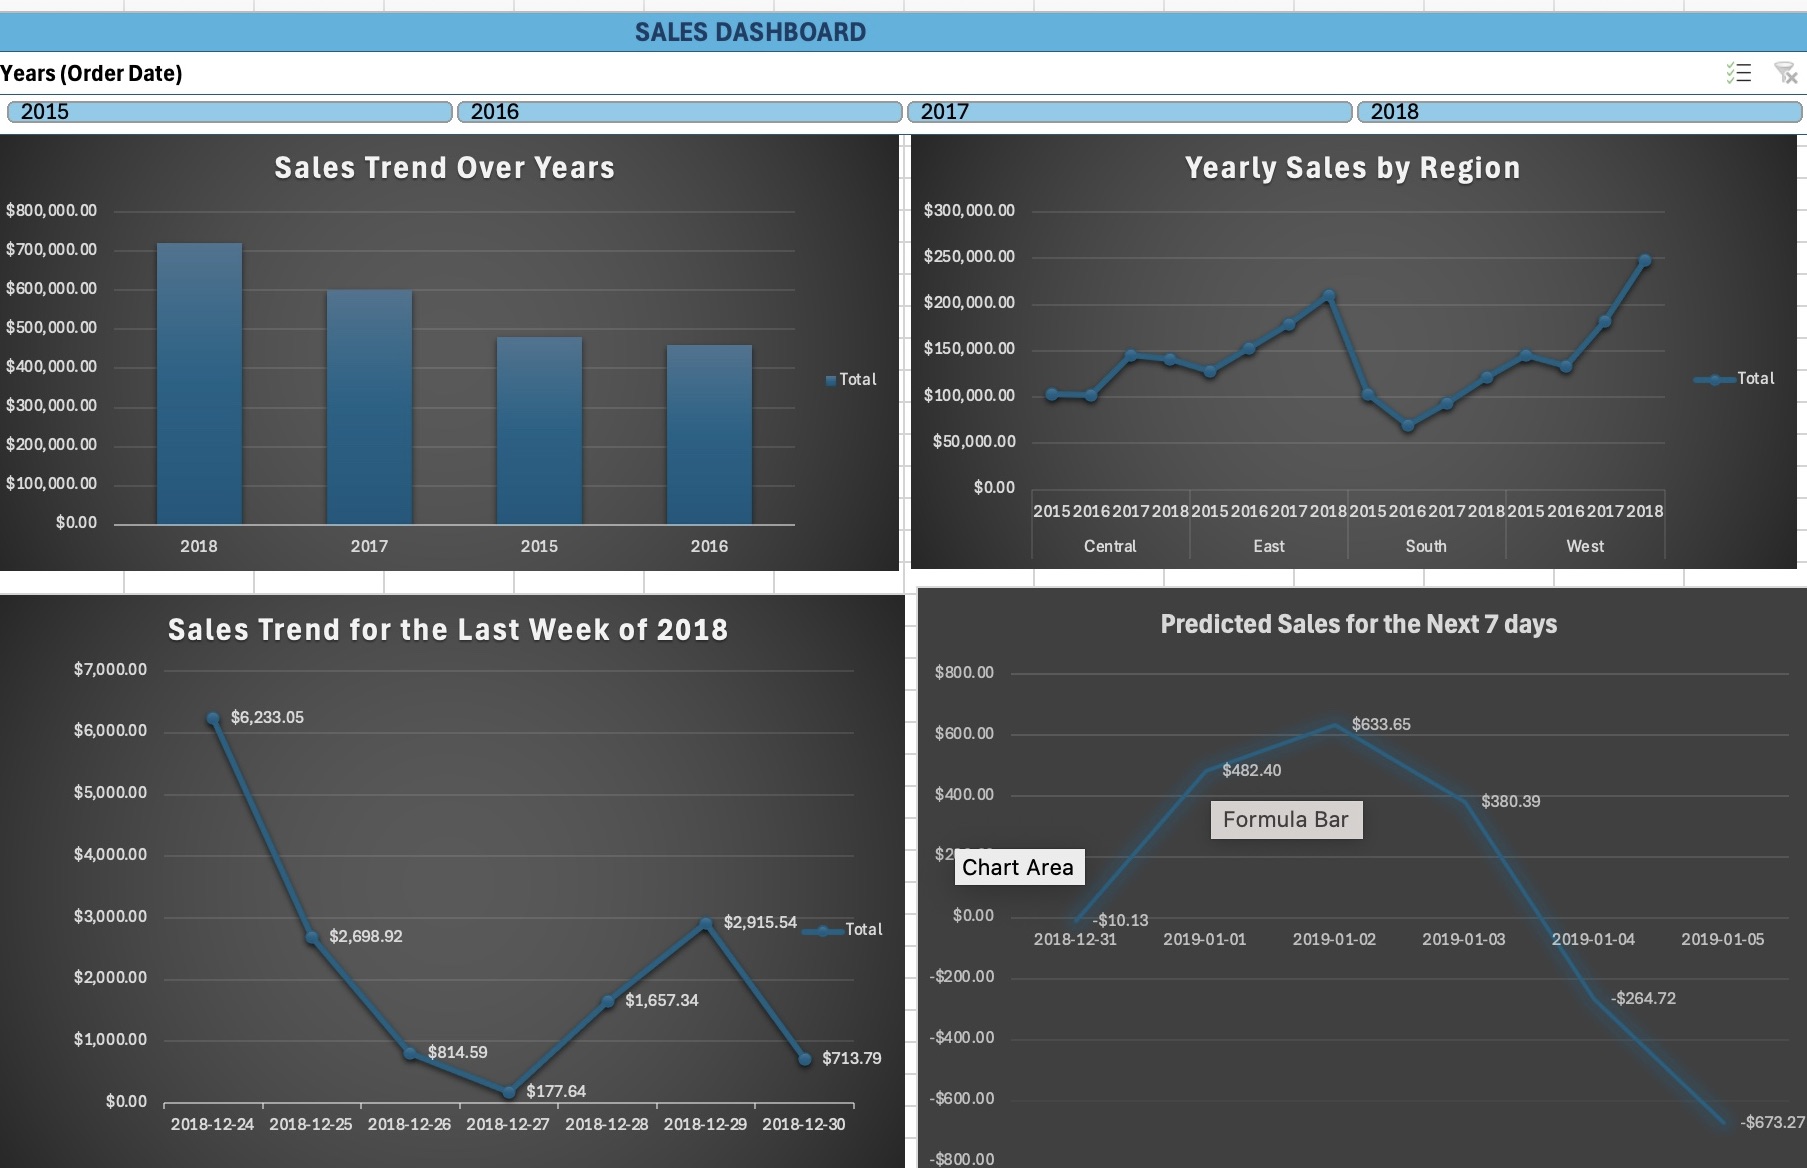 SALES DASHBOARD
Years (Order Date)
2015 2016 2017 2018
Sales Trend Over Years
$800,000.00
$700,000.00
$600,000.00
$500,000.00
$400,000.00
$300,000.00
$200,000.00
$100,000.00
$0.00
2018 2017 2015 2016
Total
Yearly Sales by Region
$300,000.00
$250,000.00
$200,000.00
$150,000.00
$100,000.00
$50,000.00
$0.00
2015 2016 2017 2018 2015 2016 2017 2018 2015 2016 2017 2018 2015 2016 2017 2018
Central East South West
Total
Sales Trend for the Last Week of 2018
$7,000.00
$6,000.00
$5,000.00
$4,000.00
$3,000.00
$2,000.00
$1,000.00
$0.00
$6,233.05
$2,698.92
$814.59
$177.64
$1,657.34
$2,915.54
$713.79
Total
2018-12-24 2018-12-25 2018-12-26 2018-12-27 2018-12-28 2018-12-29 2018-12-30
Predicted Sales for the Next 7 days
$800.00
$600.00
$400.00
$0.00
-$200.00
-$400.00
-$600.00
-$800.00
-$10.13
$482.40
$633.65
$380.39
-$264.72
-$673.27
Formula Bar
Chart Area
2018-12-31 2019-01-01 2019-01-02 2019-01-03 2019-01-04 2019-01-05